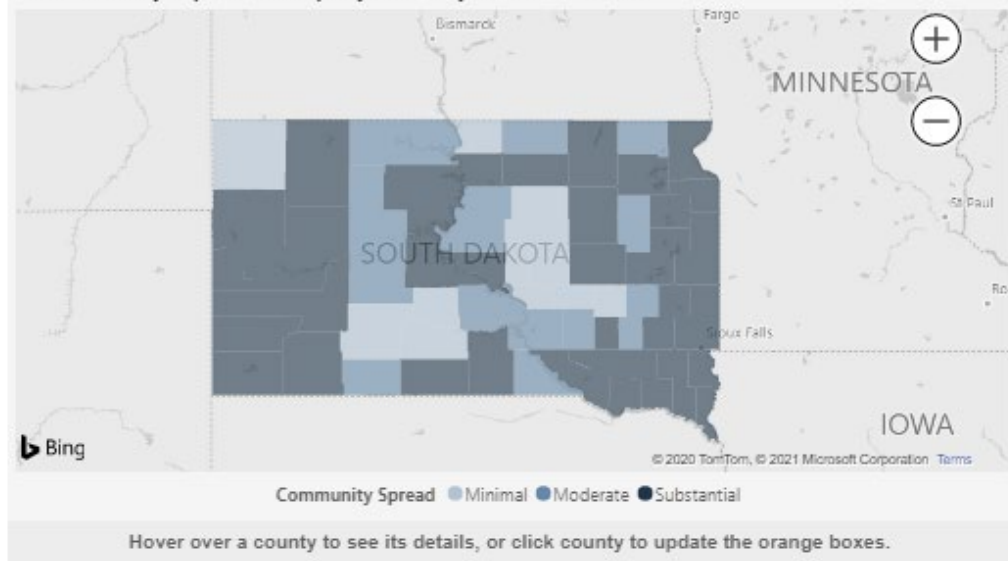 Bismarck
Fargo
MINNESOTA
St Paul
SOUTH DAKOTA
Sioux Falls
Ro
IOWA
Bing
© 2020 TomTom, © 2021 Microsoft Corporation Terms
Community Spread Minimal Moderate Substantial
Hover over a county to see its details, or click county to update the orange boxes.